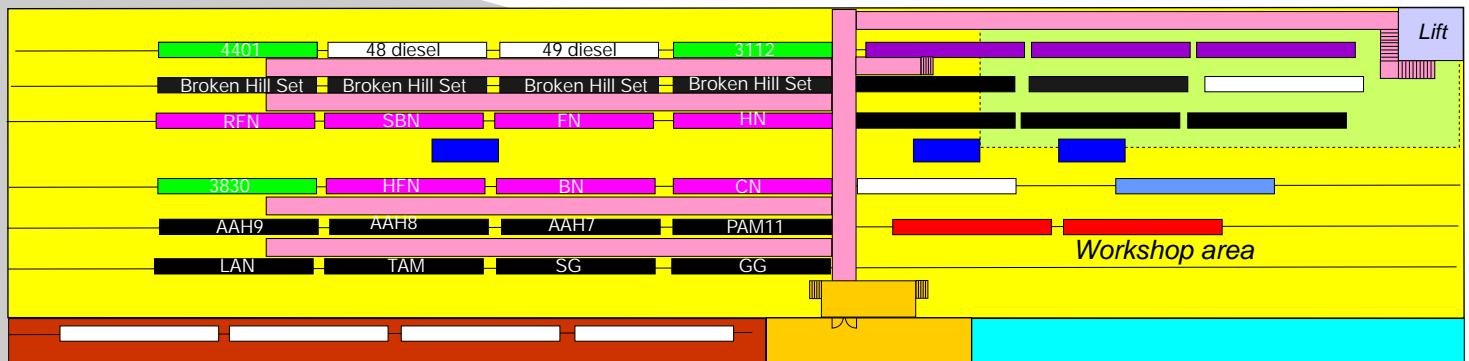 4401 48 diesel 49 diesel 3112 Lift
Broken Hill Set Broken Hill Set Broken Hill Set Broken Hill Set
RFN SBN FN HN
3830 HFN BN CN
AAH9 AAH8 AAH7 PAM11
Workshop area
LAN TAM SG GG